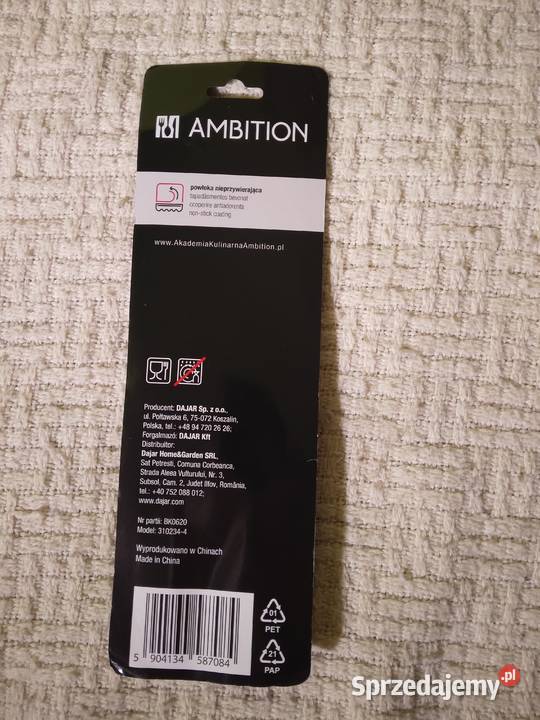 AMBITION
powłoka nieprzywierająca
tapadásmentes bevonat
acoperire antiaderentă
non-stick coating
www.AkademiaKulinarnaAmbition.pl
Producent: DAJAR Sp. z o.o.,
ul. Połtawska 6, 75-072 Koszalin,
Polska, tel.: +48 94 720 26 26;
Forgalmazó: DAJAR Kft
Distribuitor:
Dajar Home&Garden SRL,
Sat Petresti, Comuna Corbeanca,
Strada Aleea Vulturului, Nr. 3,
Subsol, Cam. 2, Judet Ilfov, România,
tel.: +40 752 088 012;
www.dajar.com
Nr partii: BK0620
Model: 310234-4
Wyprodukowano w Chinach
Made in China
5 904134 587084
01
PET
21
PAP
Sprzedajemy.pl